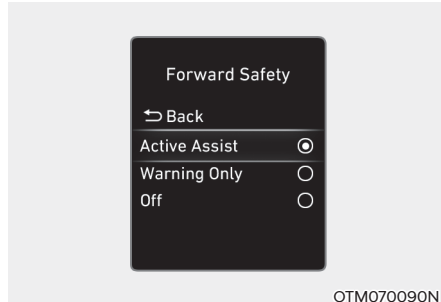 Forward Safety
Back
Active Assist
Warning Only
Off
OTM070090N